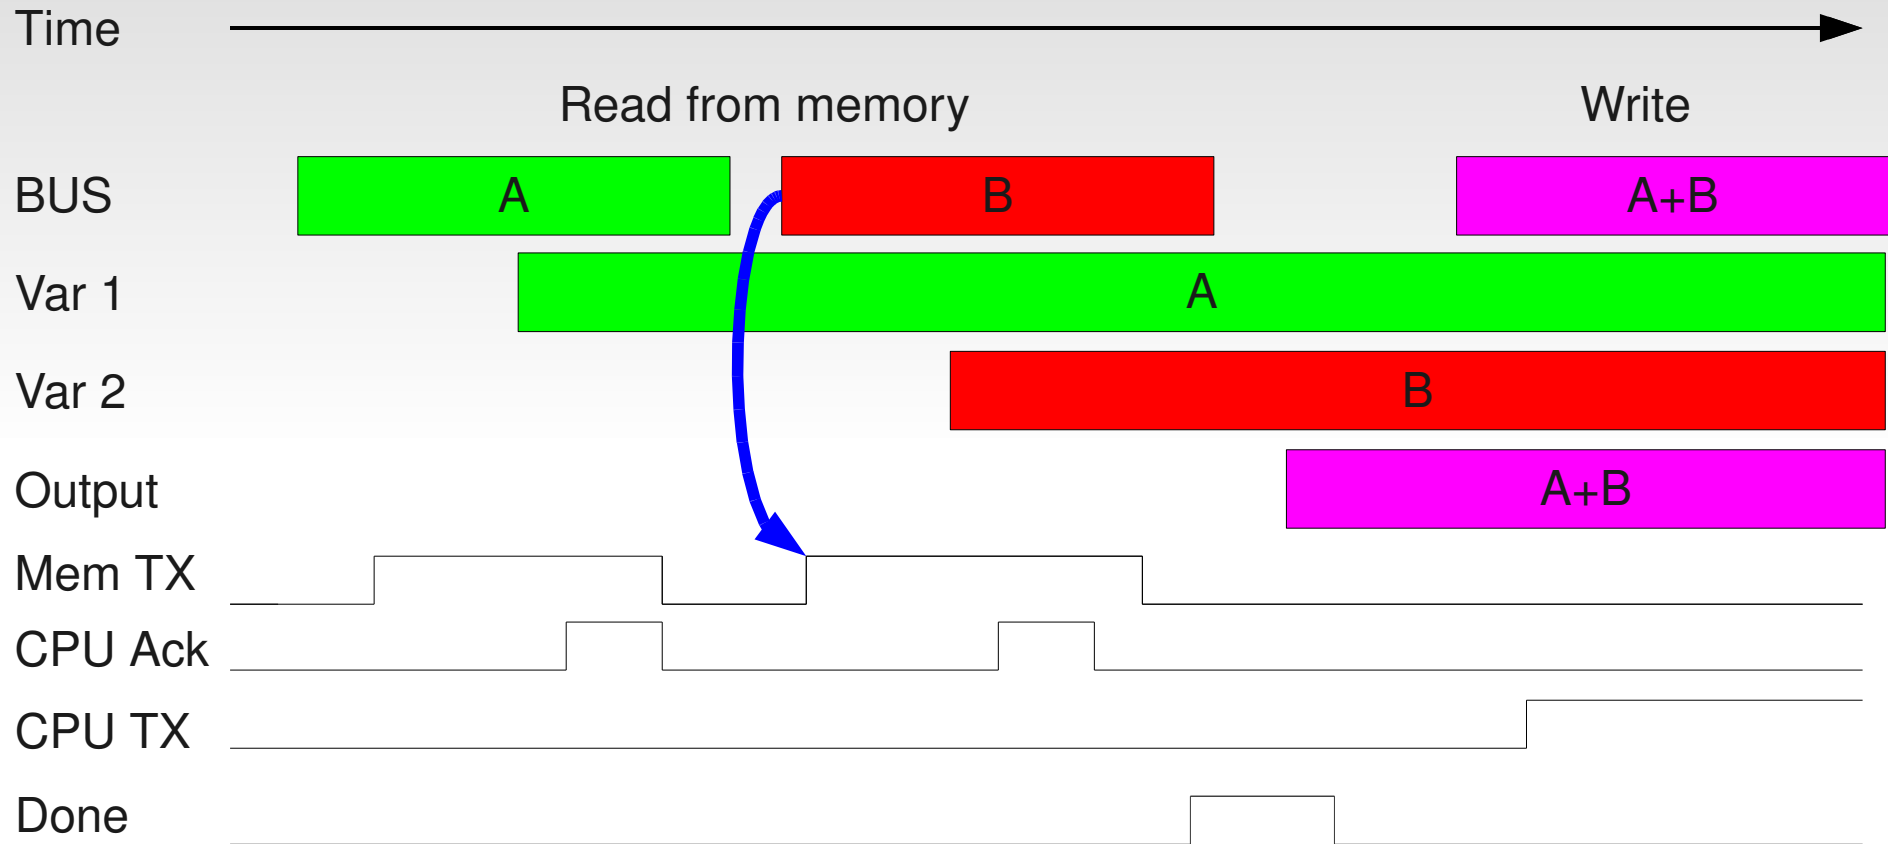 Time
Read from memory Write
BUS A B A+B
Var 1 A
Var 2 B
Output A+B
Mem TX
CPU Ack
CPU TX
Done